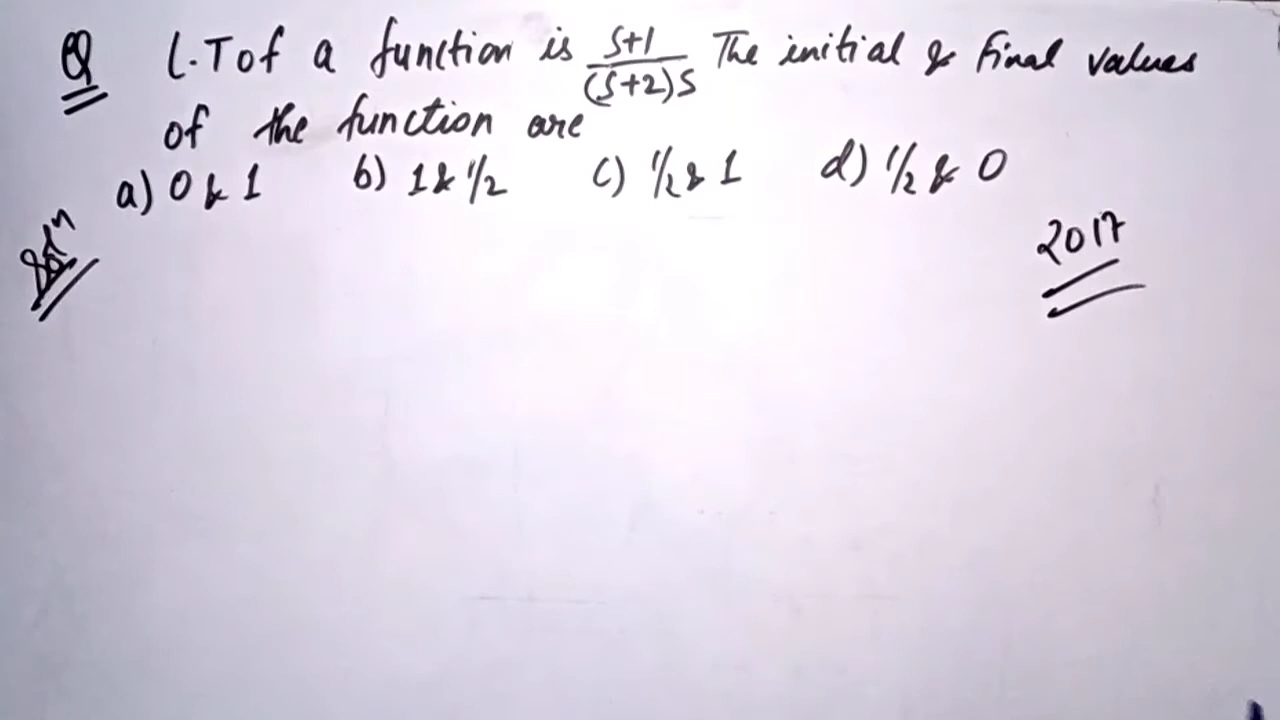 Q L.T of a function is S+1/(S+2)S The initial & final values
of the function are
a) 0 & 1 b) 1 & 1/2 c) 1/2 & 1 d) 1/2 & 0
Solⁿ
2017